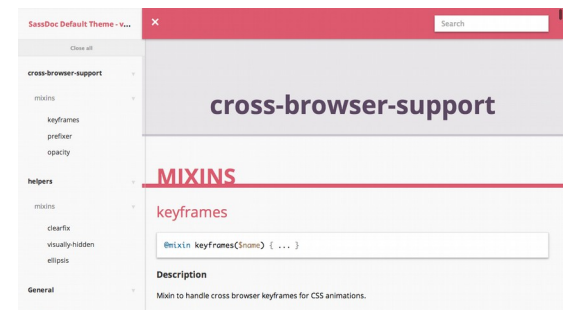 SassDoc Default Theme - v...
×
Search
Close all
cross-browser-support
mixins
keyframes
prefixer
opacity
helpers
mixins
clearfix
visually-hidden
ellipsis
General
cross-browser-support
MIXINS
keyframes
@mixin keyframes($name) { ... }
Description
Mixin to handle cross browser keyframes for CSS animations.